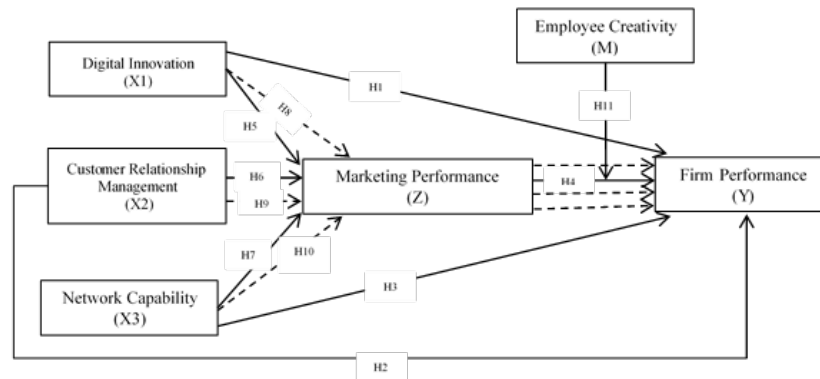 Employee Creativity
(M)
Digital Innovation
(X1)
H1
H8
H11
H5
Customer Relationship
Management
(X2)
H6
H9
Marketing Performance
(Z)
H4
Firm Performance
(Y)
H7
H10
Network Capability
(X3)
H3
H2